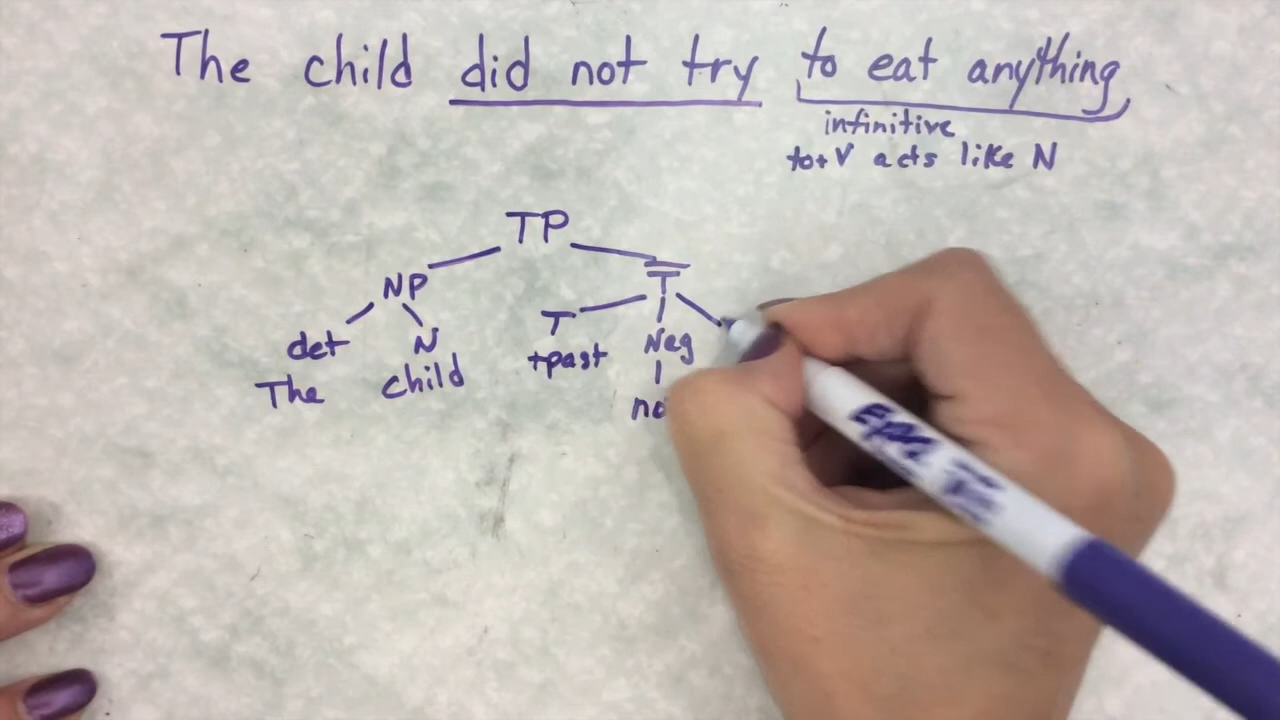 The child did not try to eat anything
infinitive
to+V acts like N
TP
NP T
det N T Neg
The child +past